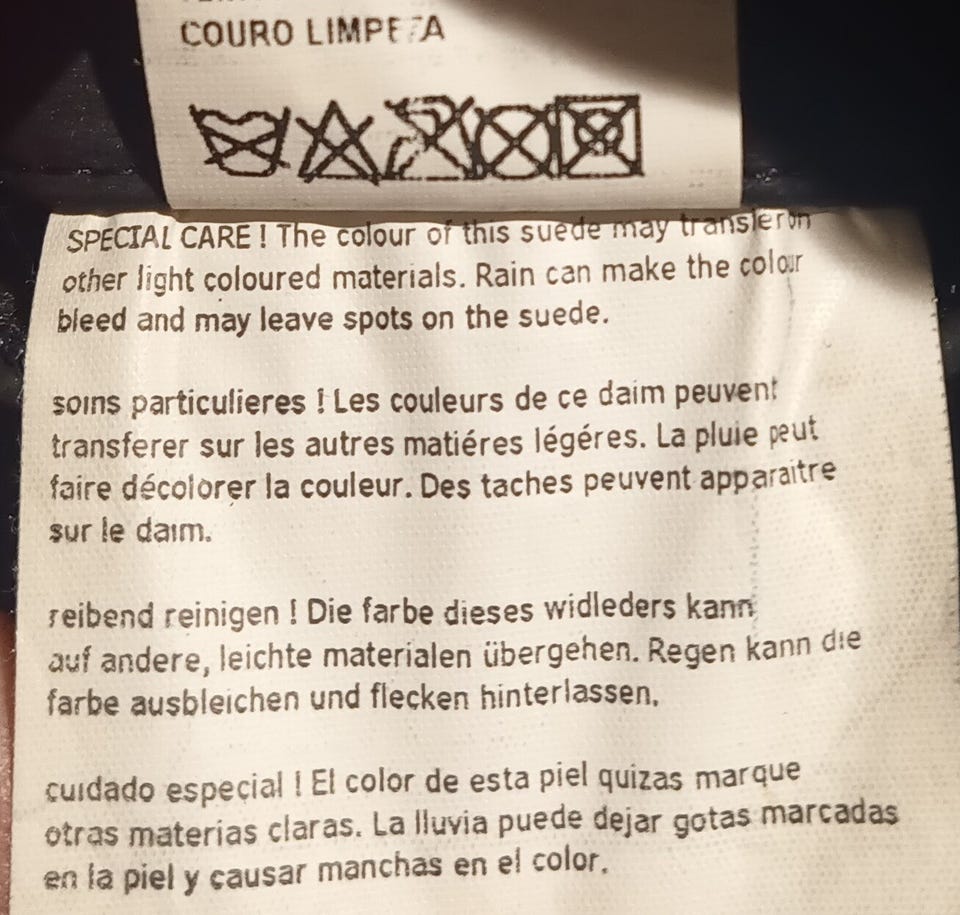 COURO LIMPEZA
SPECIAL CARE ! The colour of this suede may transfer on
other light coloured materials. Rain can make the colour
bleed and may leave spots on the suede.
soins particulieres ! Les couleurs de ce daim peuvent
transferer sur les autres matiéres légéres. La pluie peut
faire décolorer la couleur. Des taches peuvent apparaitre
sur le daim.
reibend reinigen ! Die farbe dieses widleders kann
auf andere, leichte materialen übergehen. Regen kann die
farbe ausbleichen und flecken hinterlassen.
cuidado especial ! El color de esta piel quizas marque
otras materias claras. La lluvia puede dejar gotas marcadas
en la piel y causar manchas en el color.